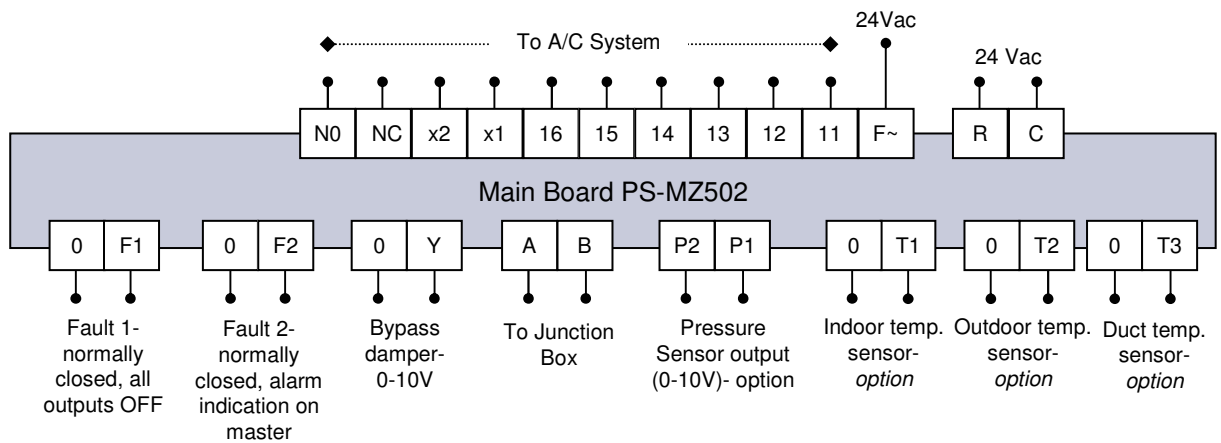 24Vac
To A/C System
24 Vac
N0 NC x2 x1 16 15 14 13 12 11 F~ R C
Main Board PS-MZ502
0 F1 0 F2 0 Y A B P2 P1 0 T1 0 T2 0 T3
Fault 1-
normally
closed, all
outputs OFF
Fault 2-
normally
closed, alarm
indication on
master
Bypass
damper-
0-10V
To Junction
Box
Pressure
Sensor output
(0-10V)- option
Indoor temp.
sensor-
option
Outdoor temp.
sensor-
option
Duct temp.
sensor-
option